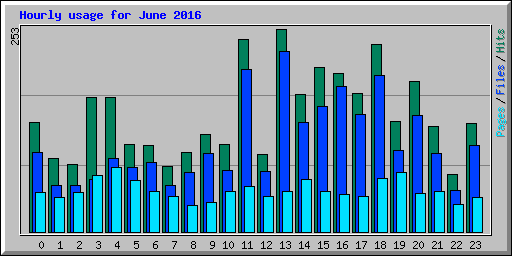 Hourly usage for June 2016
253
Pages/Files/Hits
0 1 2 3 4 5 6 7 8 9 10 11 12 13 14 15 16 17 18 19 20 21 22 23